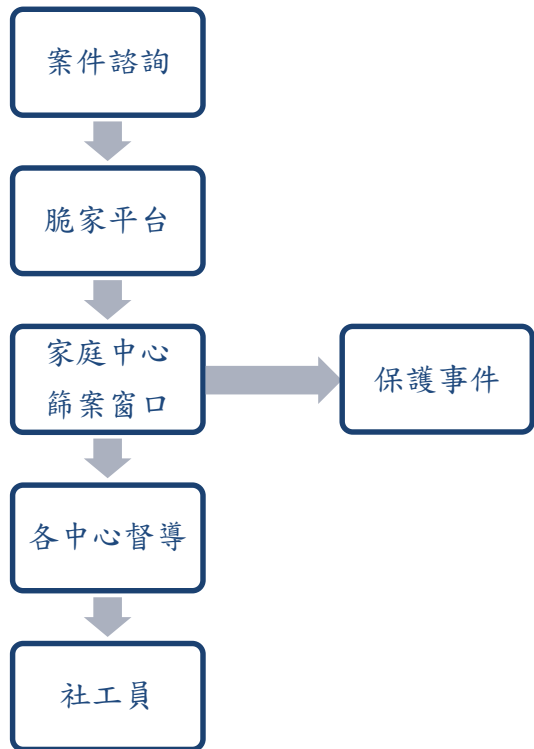 案件諮詢
脆家平台
家庭中心
篩案窗口
保護事件
各中心督導
社工員